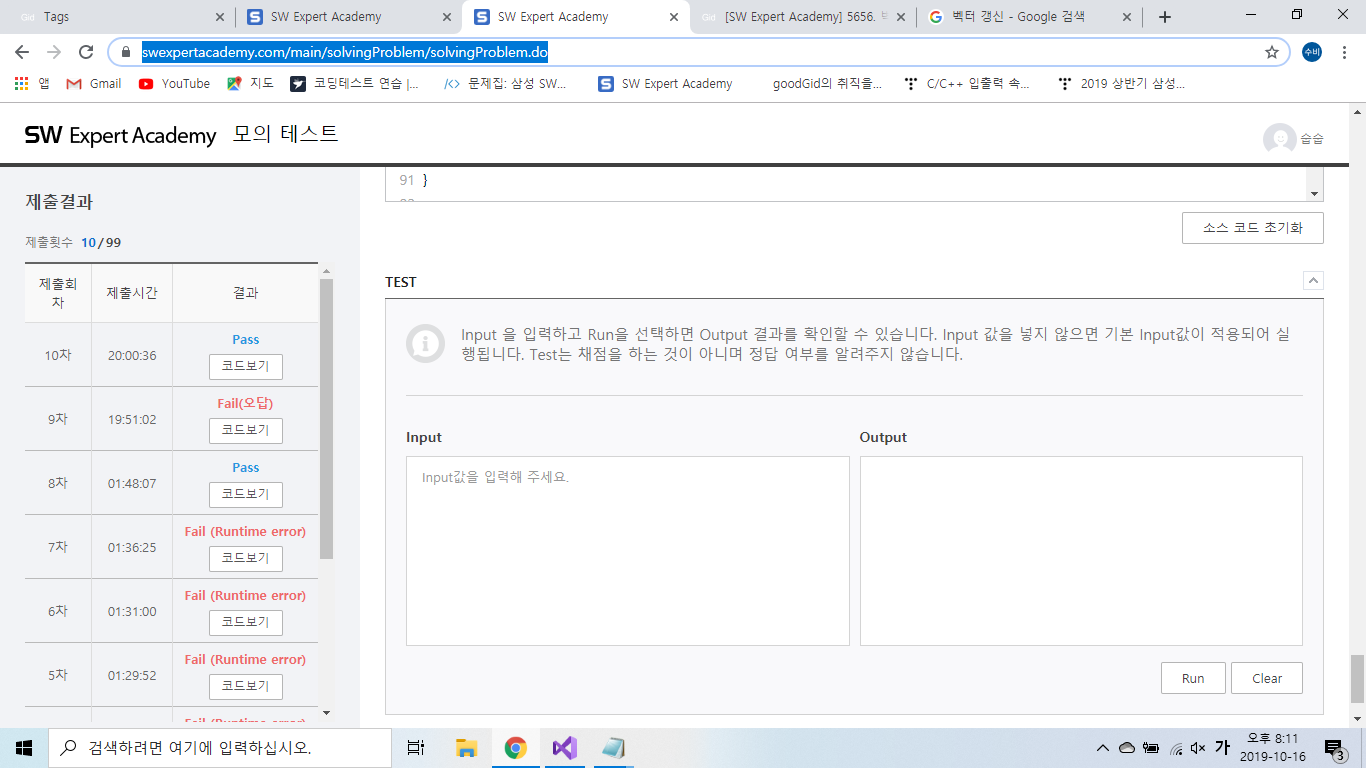 Tags
SW Expert Academy
SW Expert Academy
[SW Expert Academy] 5656.
벡터 갱신 - Google 검색
swexpertacademy.com/main/solvingProblem/solvingProblem.do
수비
앱
Gmail
YouTube
지도
코딩테스트 연습 |...
문제집: 삼성 SW...
SW Expert Academy
goodGid의 취직을...
C/C++ 입출력 속...
2019 상반기 삼성...
SW Expert Academy 모의 테스트
숩숩
제출결과
제출횟수 10/99
제출회차 제출시간 결과
10차 20:00:36 Pass
코드보기
9차 19:51:02 Fail(오답)
코드보기
8차 01:48:07 Pass
코드보기
7차 01:36:25 Fail (Runtime error)
코드보기
6차 01:31:00 Fail (Runtime error)
코드보기
5차 01:29:52 Fail (Runtime error)
코드보기
Fail (Runtime error)
91 }
소스 코드 초기화
TEST
Input 을 입력하고 Run을 선택하면 Output 결과를 확인할 수 있습니다. Input 값을 넣지 않으면 기본 Input값이 적용되어 실
행됩니다. Test는 채점을 하는 것이 아니며 정답 여부를 알려주지 않습니다.
Input
Output
Input값을 입력해 주세요.
Run
Clear
검색하려면 여기에 입력하십시오.
가
오후 8:11
2019-10-16
3